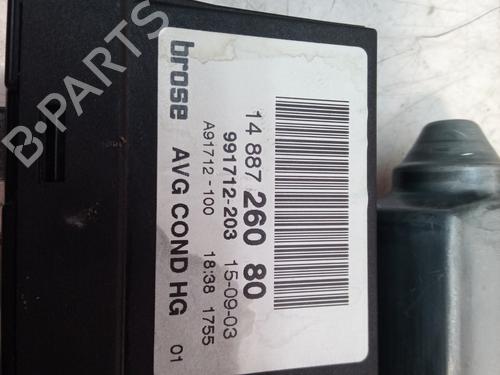 14 887 260 80
991712-203 15-09-03
A91712-100 18:38 1755
brose AVG COND HG 01
B-PARTS